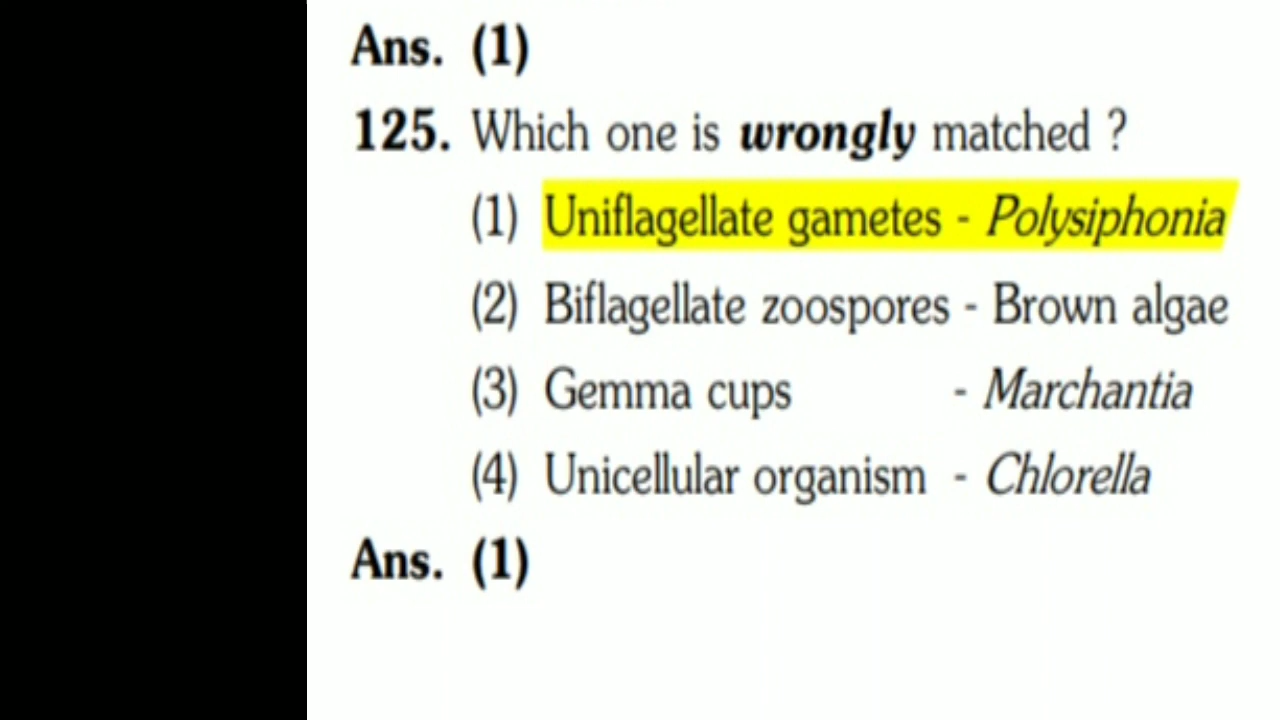 Ans. (1)
125. Which one is wrongly matched ?
(1) Uniflagellate gametes - Polysiphonia
(2) Biflagellate zoospores - Brown algae
(3) Gemma cups - Marchantia
(4) Unicellular organism - Chlorella
Ans. (1)